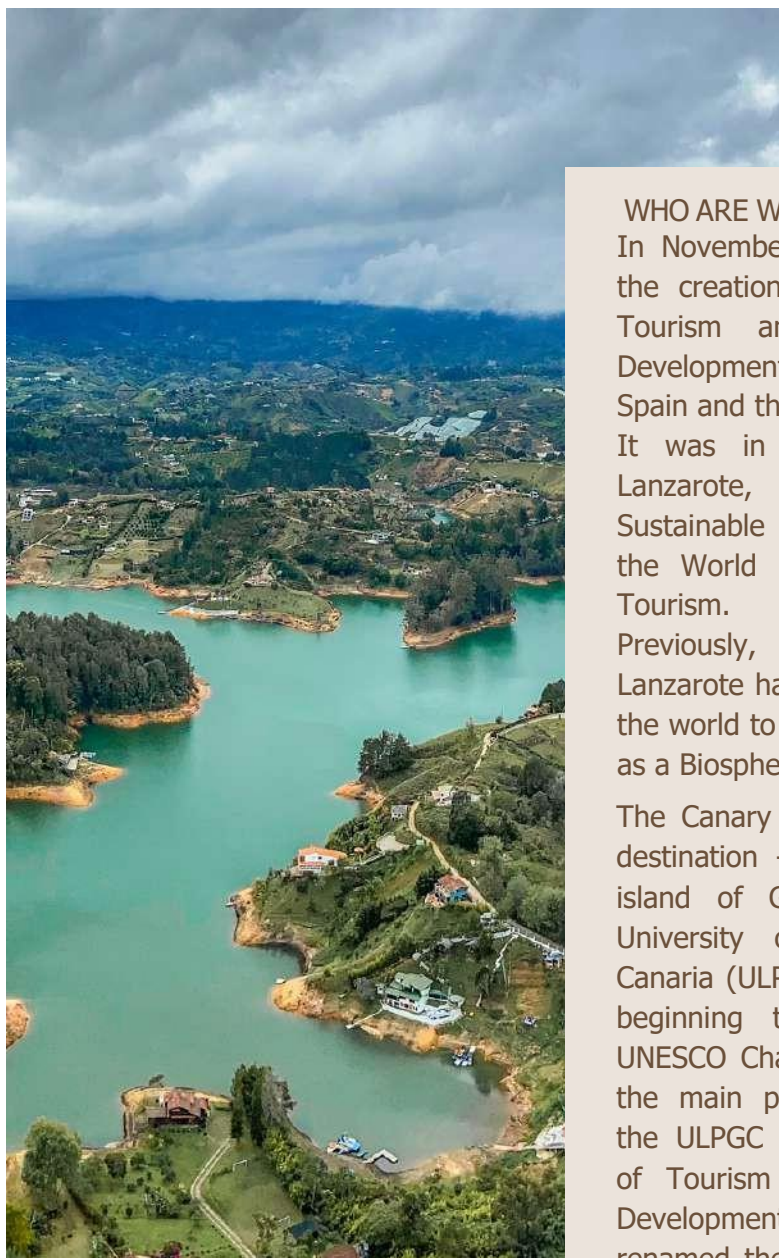 WHO ARE W
In Novembe
the creation
Tourism
Development
Spain and th
It was in
Lanzarote,
Sustainable
the World
Tourism.
Previously,
Lanzarote ha
the world to
as a Biosphe
The Canary
destination
island of
University
Canaria (ULP
beginning
UNESCO Cha
the main p
the ULPGC
of Tourism
Development
renamed the